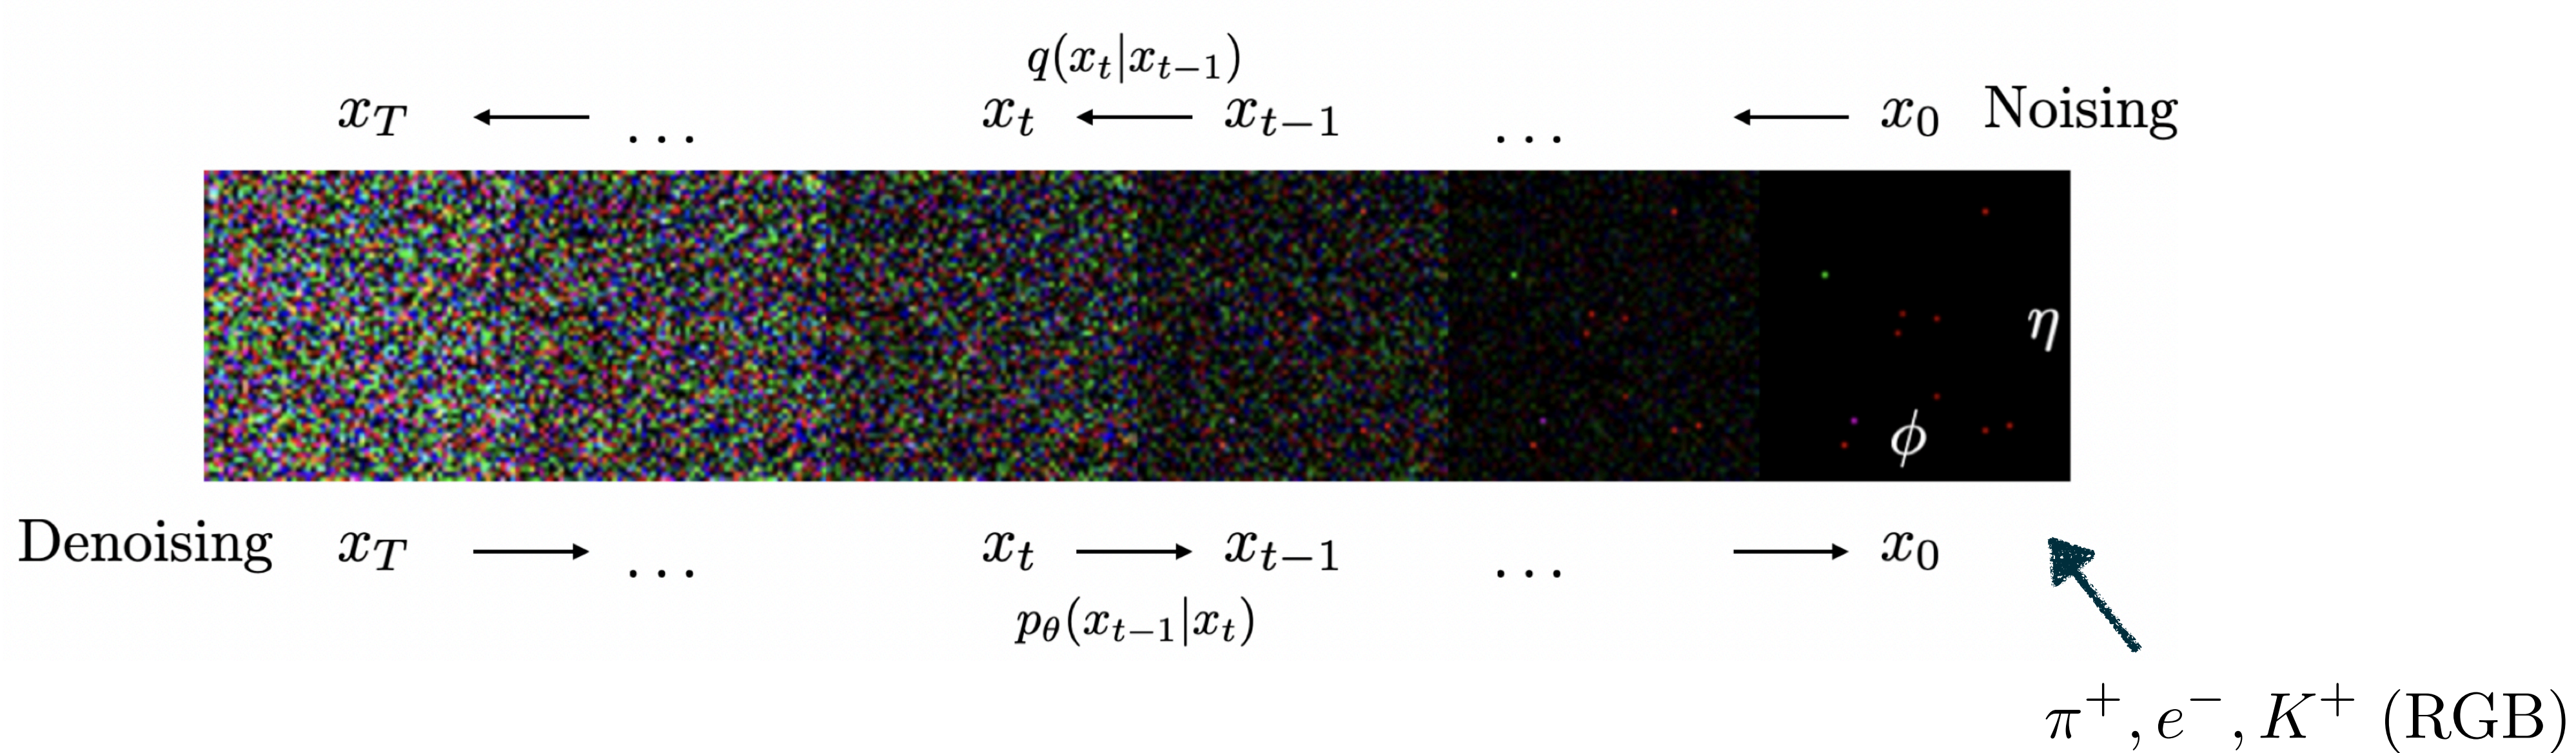 q(x_t|x_{t-1})
x_T ← ... x_t ← x_{t-1} ... ← x_0 Noising
η
ϕ
Denoising x_T → ... x_t → x_{t-1} ... → x_0
p_θ(x_{t-1}|x_t)
π^+, e^-, K^+ (RGB)